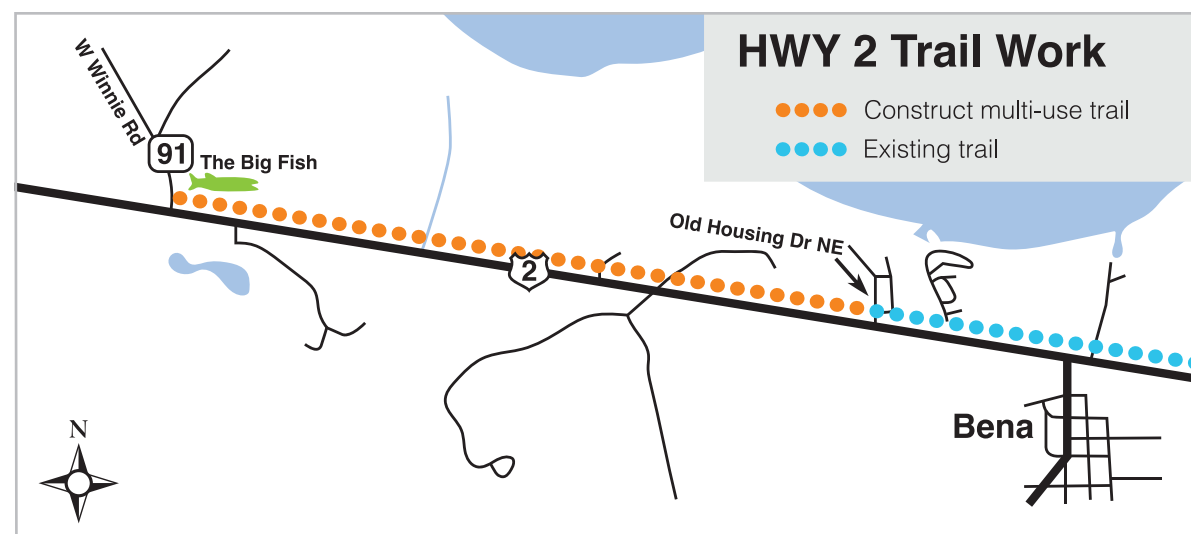 HWY 2 Trail Work
Construct multi-use trail
Existing trail
W Winnie Rd
91
The Big Fish
Old Housing Dr NE
2
Bena
N